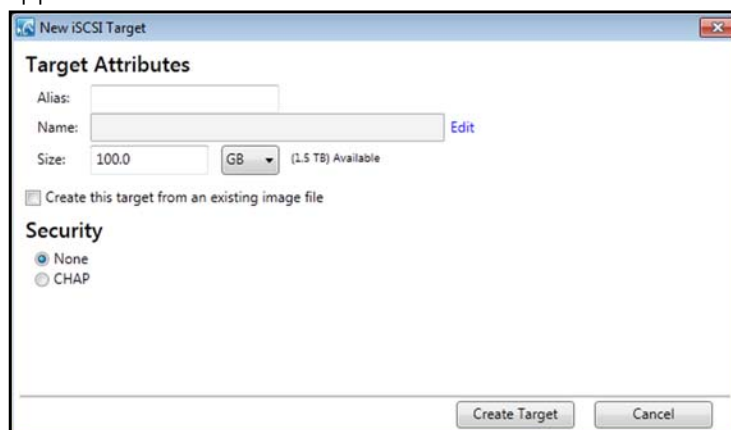 New iSCSI Target
Target Attributes
Alias:
Name: Edit
Size: 100.0 GB (1.5 TB) Available
Create this target from an existing image file
Security
None
CHAP
Create Target Cancel